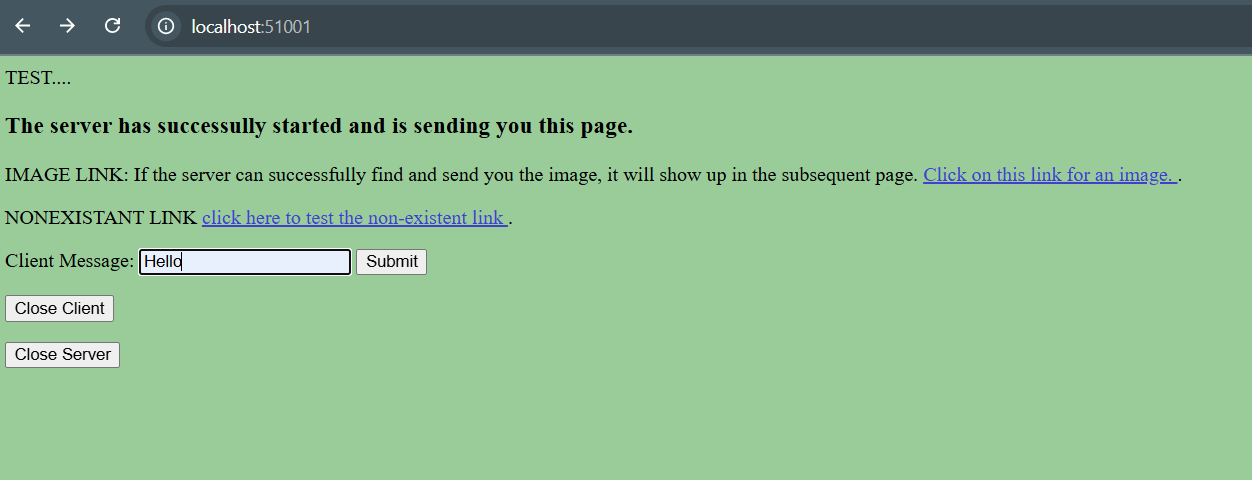 localhost:51001
TEST....
The server has successully started and is sending you this page.
IMAGE LINK: If the server can successfully find and send you the image, it will show up in the subsequent page. Click on this link for an image. .
NONEXISTANT LINK click here to test the non-existent link .
Client Message: Hello Submit
Close Client
Close Server